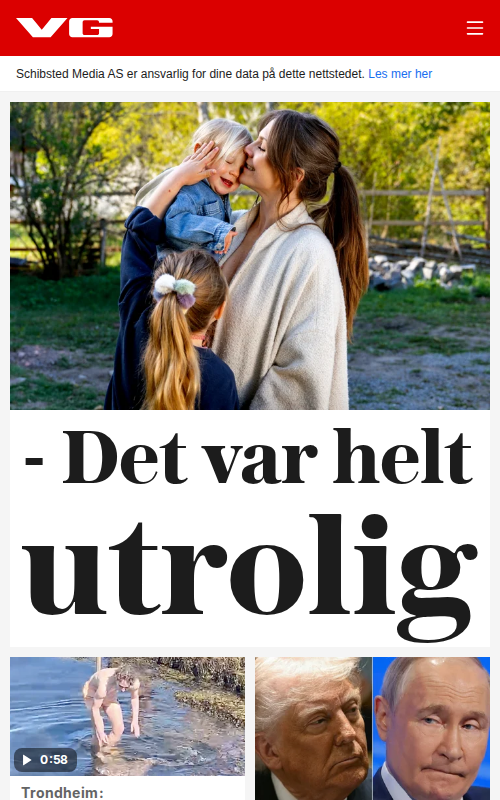 VG
Schibsted Media AS er ansvarlig for dine data på dette nettstedet. Les mer her
- Det var helt
utrolig
0:58
Trondheim: